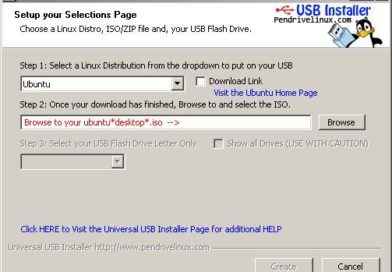 Setup your Selections Page
Choose a Linux Distro, ISO/ZIP file and, your USB Flash Drive.
USB Installer
Pendrivelinux.com
Step 1: Select a Linux Distribution from the dropdown to put on your USB
Ubuntu
Download Link
Visit the Ubuntu Home Page
Step 2: Once your download has finished, Browse to and select the ISO.
Browse to your ubuntu*desktop*.iso -->
Browse
Step 3: Select your USB Flash Drive Letter Only
Show all Drives (USE WITH CAUTION)
Click HERE to Visit the Universal USB Installer Page for additional HELP
Universal USB Installer http://www.pendrivelinux.com
Create
Cancel